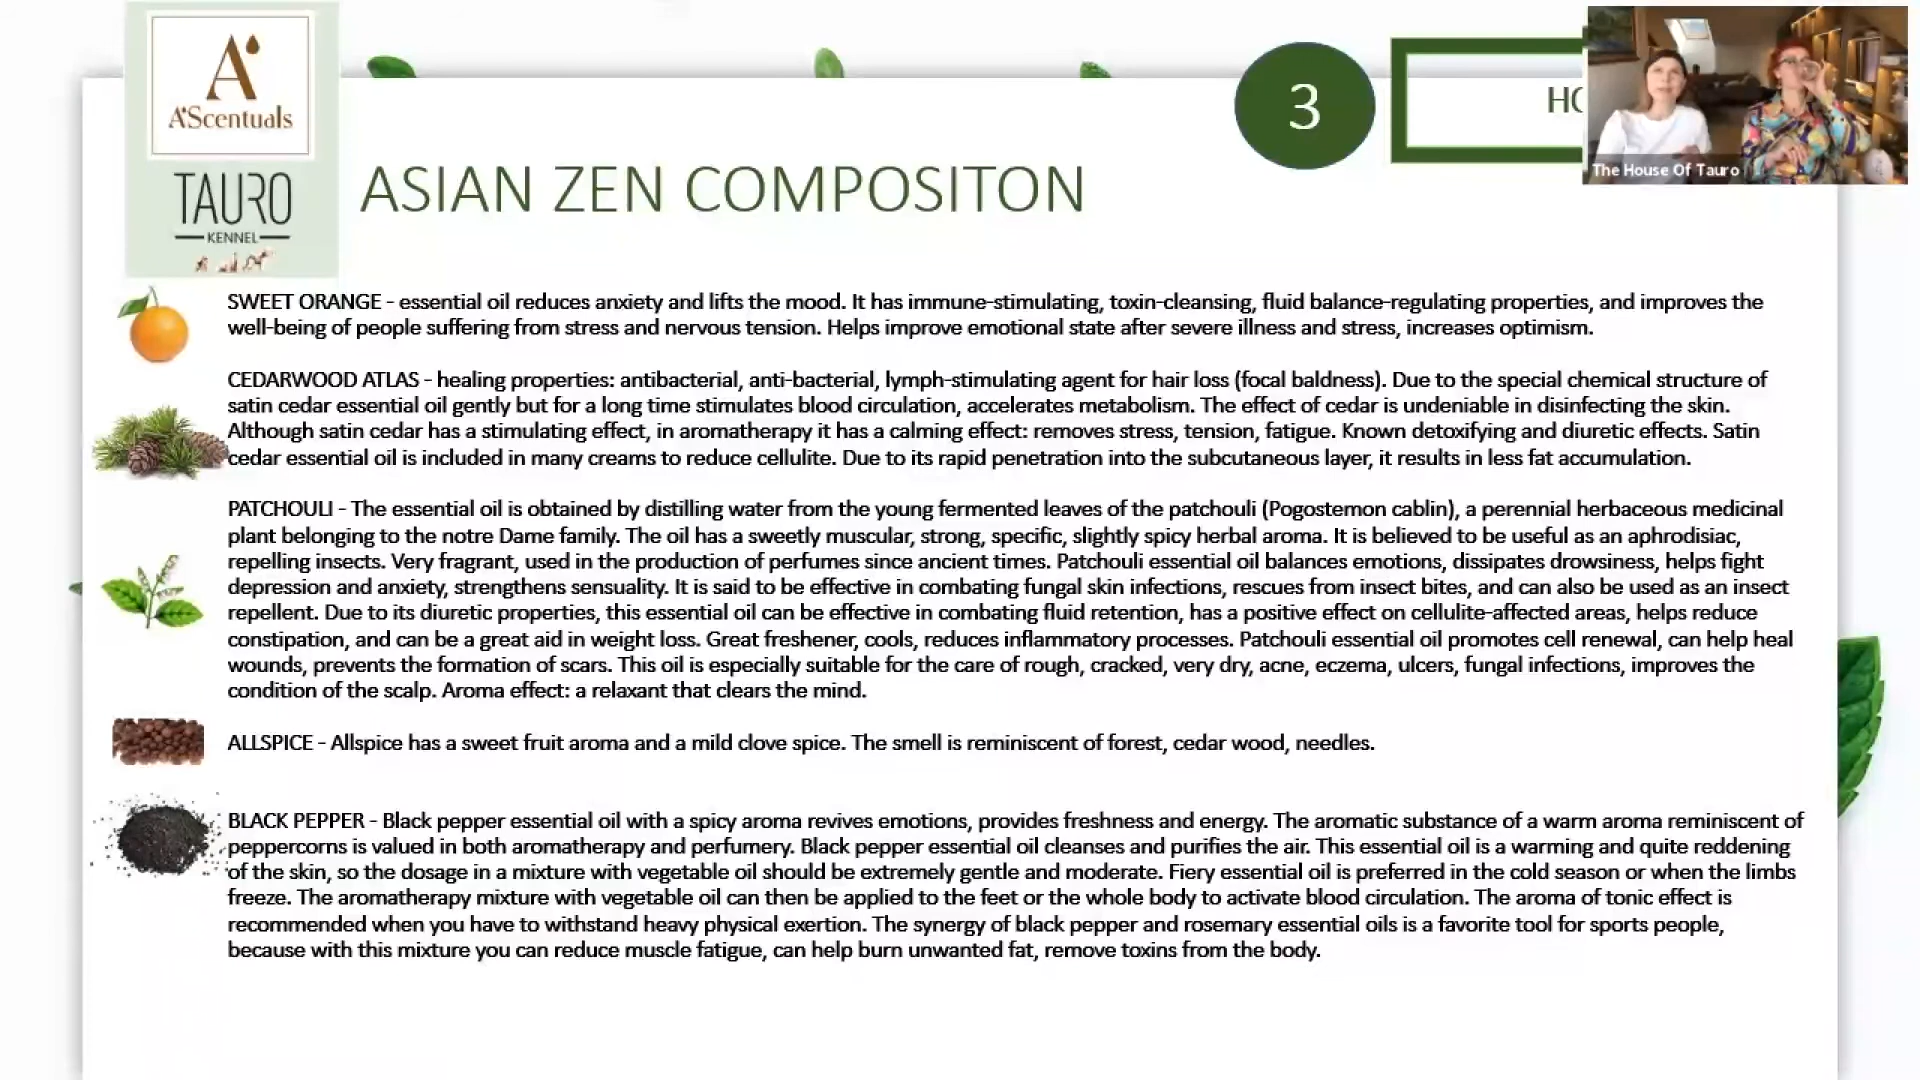 A
A'Scentuals
TAURO
KENNEL
3
HO
The House Of Tauro
ASIAN ZEN COMPOSITON
SWEET ORANGE - essential oil reduces anxiety and lifts the mood. It has immune-stimulating, toxin-cleansing, fluid balance-regulating properties, and improves the
well-being of people suffering from stress and nervous tension. Helps improve emotional state after severe illness and stress, increases optimism.
CEDARWOOD ATLAS - healing properties: antibacterial, anti-bacterial, lymph-stimulating agent for hair loss (focal baldness). Due to the special chemical structure of
satin cedar essential oil gently but for a long time stimulates blood circulation, accelerates metabolism. The effect of cedar is undeniable in disinfecting the skin.
Although satin cedar has a stimulating effect, in aromatherapy it has a calming effect: removes stress, tension, fatigue. Known detoxifying and diuretic effects. Satin
cedar essential oil is included in many creams to reduce cellulite. Due to its rapid penetration into the subcutaneous layer, it results in less fat accumulation.
PATCHOULI - The essential oil is obtained by distilling water from the young fermented leaves of the patchouli (Pogostemon cablin), a perennial herbaceous medicinal
plant belonging to the notre Dame family. The oil has a sweetly muscular, strong, specific, slightly spicy herbal aroma. It is believed to be useful as an aphrodisiac,
repelling insects. Very fragrant, used in the production of perfumes since ancient times. Patchouli essential oil balances emotions, dissipates drowsiness, helps fight
depression and anxiety, strengthens sensuality. It is said to be effective in combating fungal skin infections, rescues from insect bites, and can also be used as an insect
repellent. Due to its diuretic properties, this essential oil can be effective in combating fluid retention, has a positive effect on cellulite-affected areas, helps reduce
constipation, and can be a great aid in weight loss. Great freshener, cools, reduces inflammatory processes. Patchouli essential oil promotes cell renewal, can help heal
wounds, prevents the formation of scars. This oil is especially suitable for the care of rough, cracked, very dry, acne, eczema, ulcers, fungal infections, improves the
condition of the scalp. Aroma effect: a relaxant that clears the mind.
ALLSPICE - Allspice has a sweet fruit aroma and a mild clove spice. The smell is reminiscent of forest, cedar wood, needles.
BLACK PEPPER - Black pepper essential oil with a spicy aroma revives emotions, provides freshness and energy. The aromatic substance of a warm aroma reminiscent of
peppercorns is valued in both aromatherapy and perfumery. Black pepper essential oil cleanses and purifies the air. This essential oil is a warming and quite reddening
of the skin, so the dosage in a mixture with vegetable oil should be extremely gentle and moderate. Fiery essential oil is preferred in the cold season or when the limbs
freeze. The aromatherapy mixture with vegetable oil can then be applied to the feet or the whole body to activate blood circulation. The aroma of tonic effect is
recommended when you have to withstand heavy physical exertion. The synergy of black pepper and rosemary essential oils is a favorite tool for sports people,
because with this mixture you can reduce muscle fatigue, can help burn unwanted fat, remove toxins from the body.